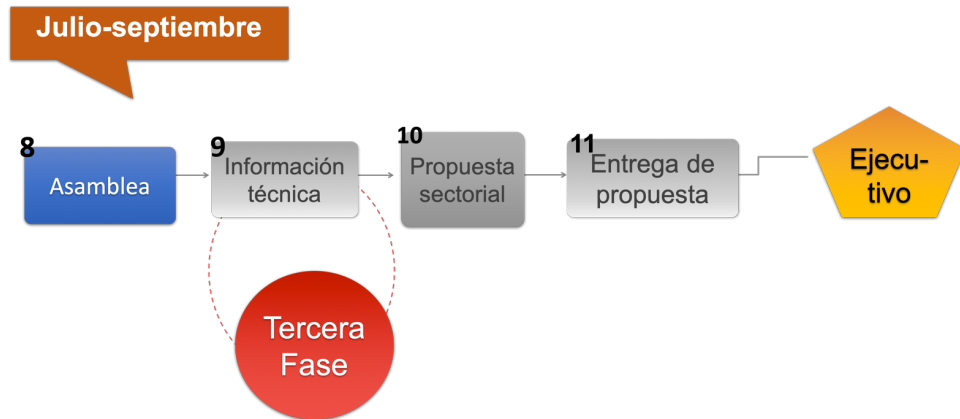 Julio-septiembre
8
Asamblea
9
Información
técnica
10
Propuesta
sectorial
11
Entrega de
propuesta
Ejecu-
tivo
Tercera
Fase